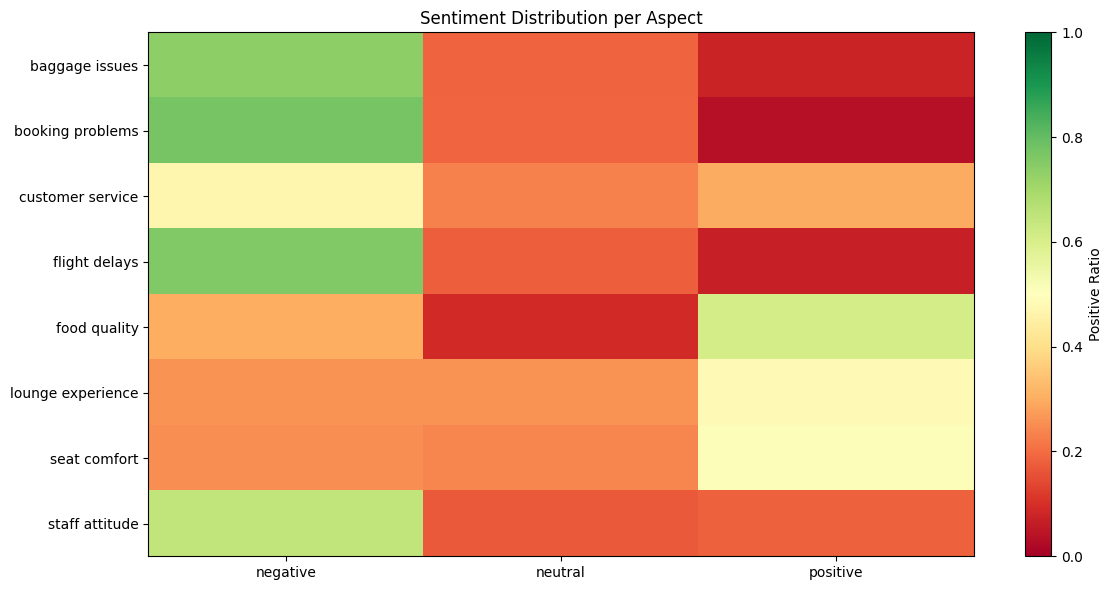 Sentiment Distribution per Aspect
baggage issues
booking problems
customer service
flight delays
food quality
lounge experience
seat comfort
staff attitude
negative neutral positive
1.0
0.8
0.6
0.4
0.2
0.0
Positive Ratio